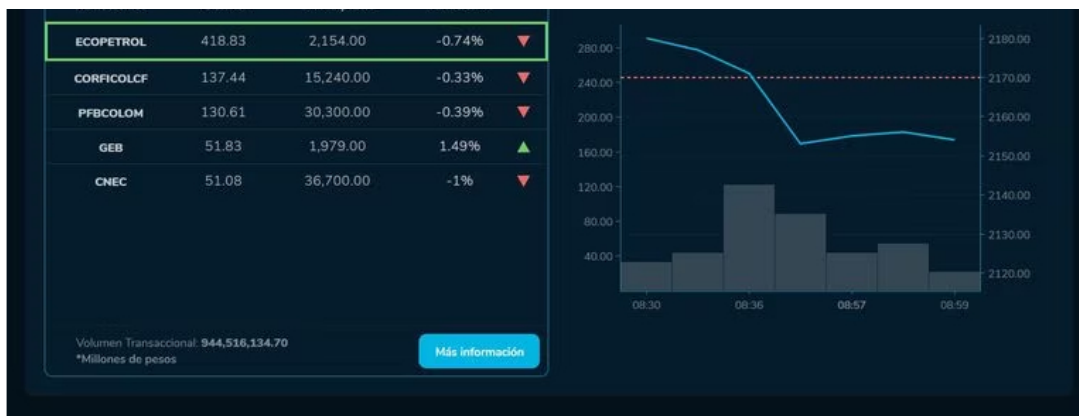 ECOPETROL 418.83 2,154.00 -0.74% ▼
CORFICOLCF 137.44 15,240.00 -0.33% ▼
PFBCOLOM 130.61 30,300.00 -0.39% ▼
GEB 51.83 1,979.00 1.49% ▲
CNEC 51.08 36,700.00 -1% ▼
Volumen Transaccional: 944,516,134.70
*Millones de pesos
Más información
280.00
240.00
200.00
160.00
120.00
80.00
40.00
2180.00
2170.00
2160.00
2150.00
2140.00
2130.00
2120.00
08:30 08:36 08:57 08:59